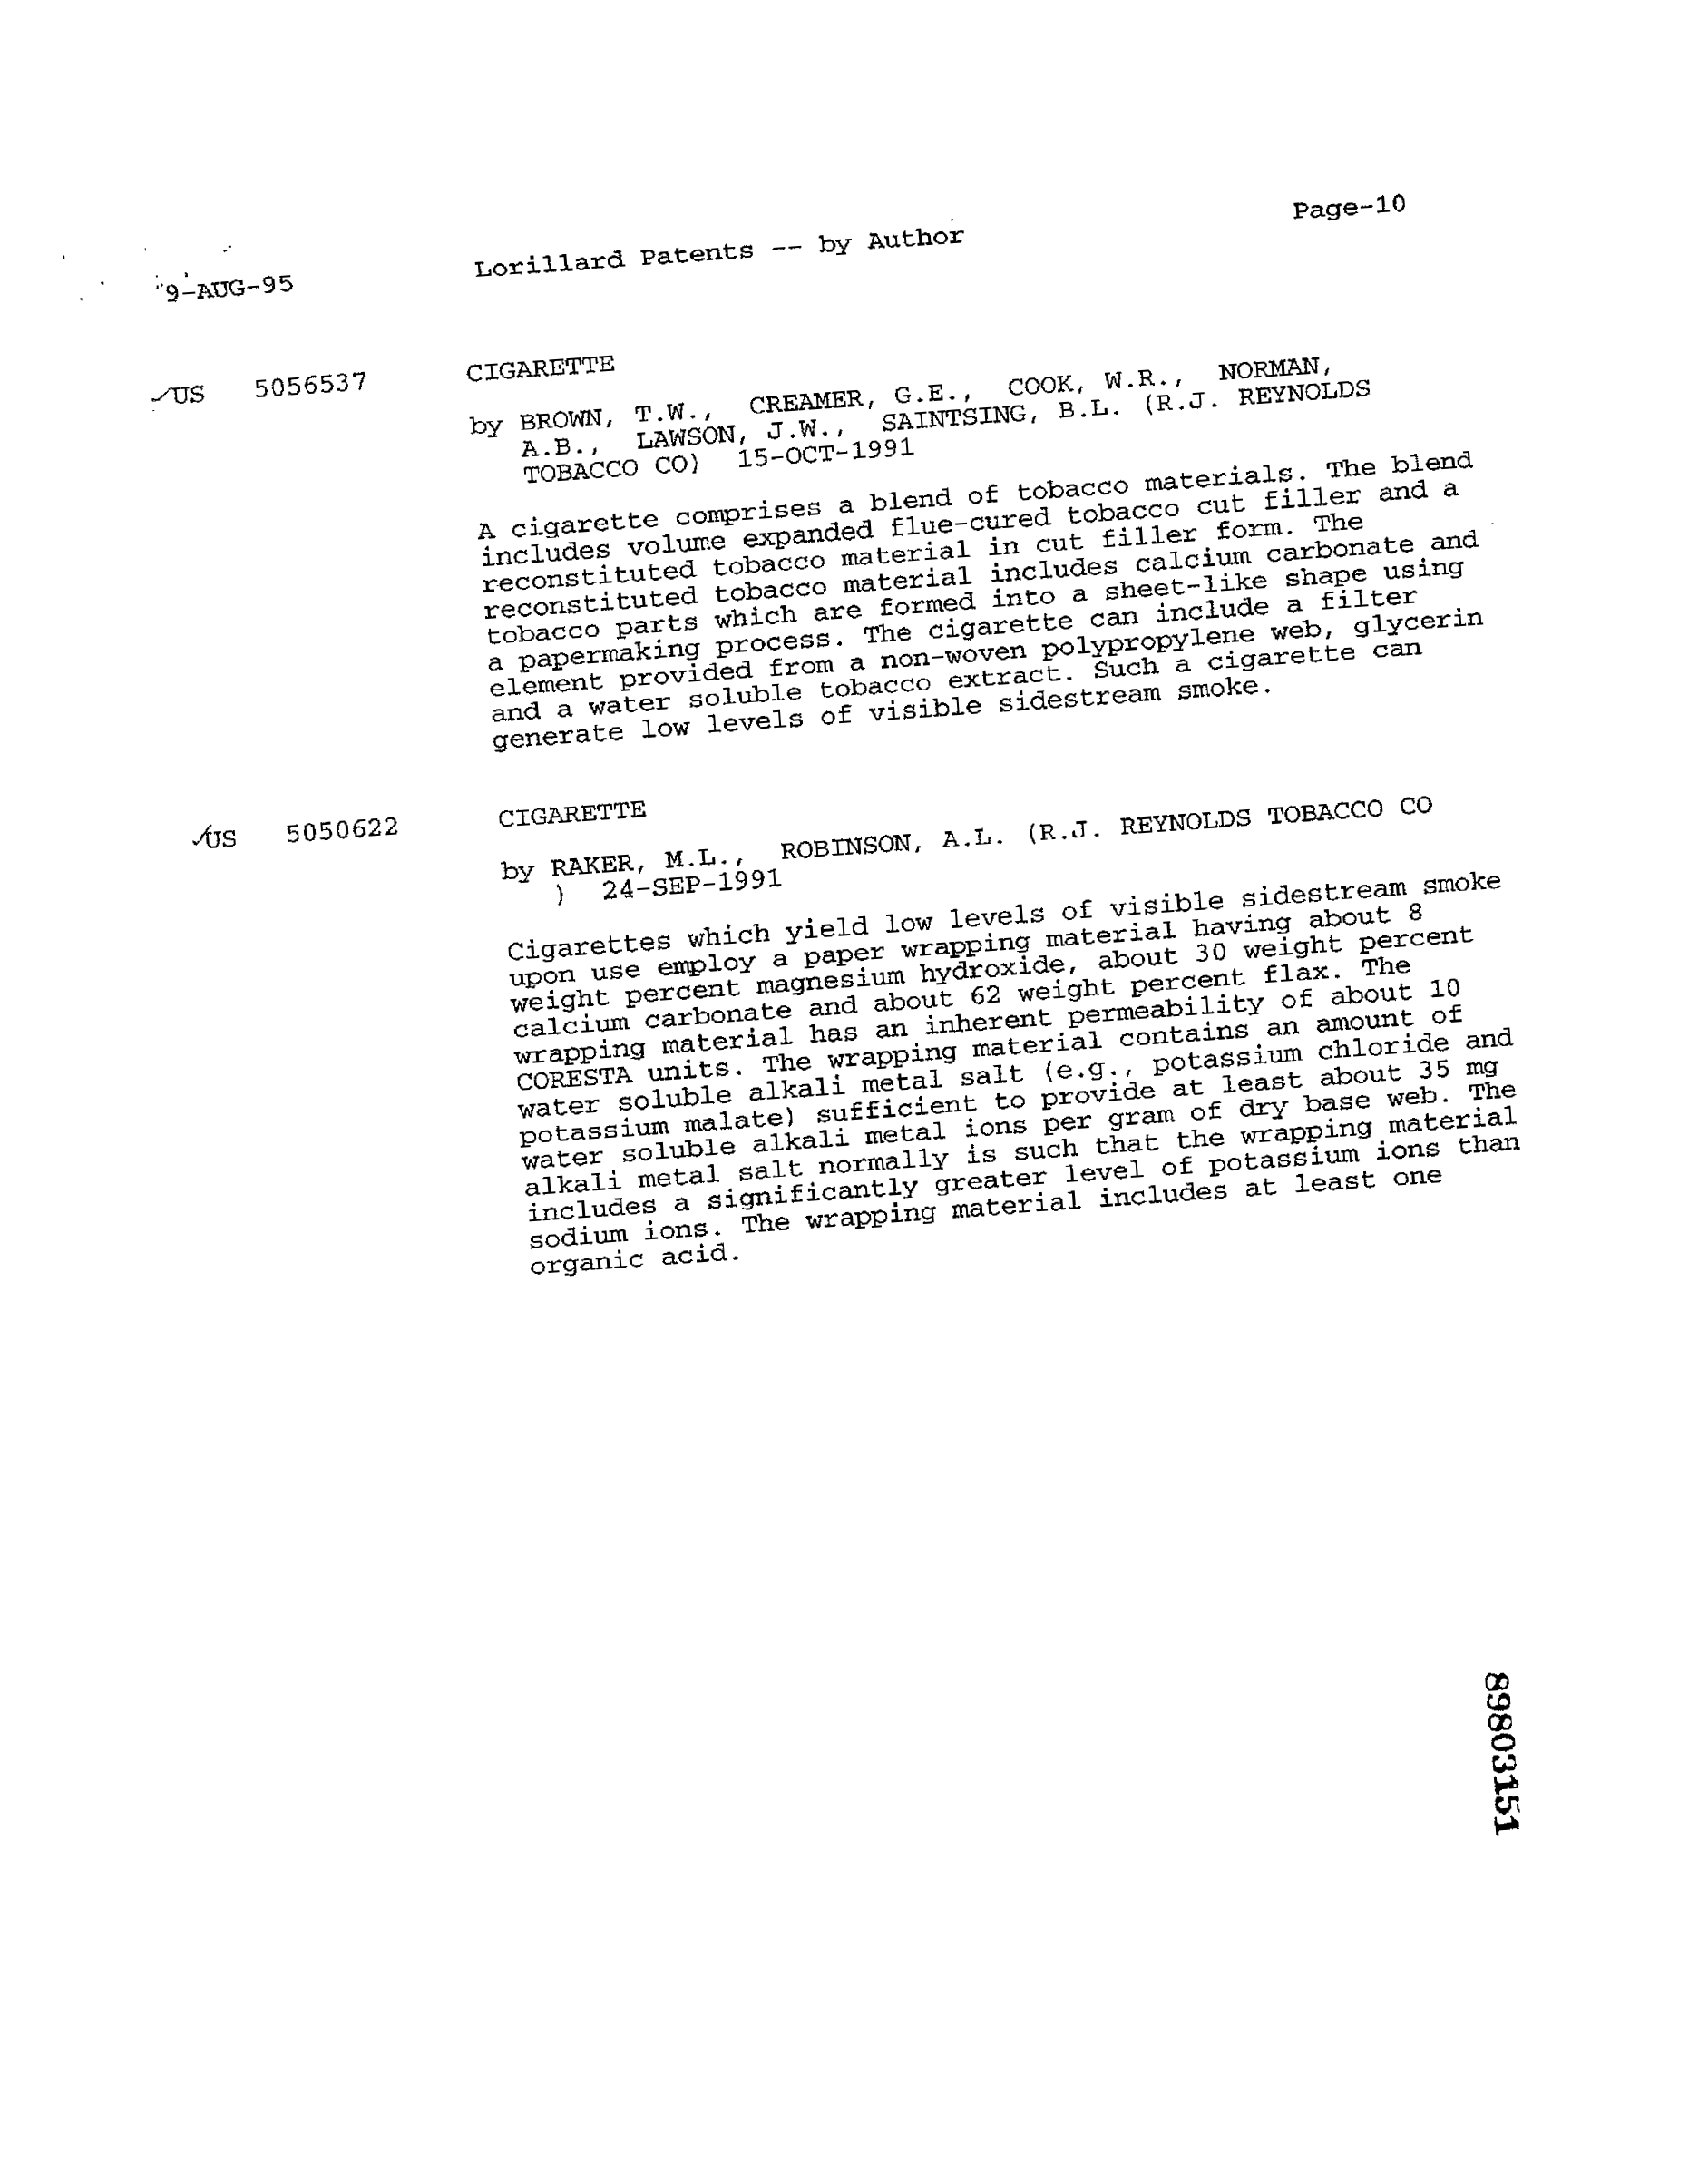 Page-10
Lorillard Patents -- by Author
9-AUG-95
US 5056537 CIGARETTE
by BROWN, T.W., CREAMER, G.E., COOK, W.R., NORMAN,
A.B., LAWSON, J.W., SAINTSING, B.L. (R.J. REYNOLDS
TOBACCO CO) 15-OCT-1991
A cigarette comprises a blend of tobacco materials. The blend
includes volume expanded flue-cured tobacco cut filler and a
reconstituted tobacco material in cut filler form. The
reconstituted tobacco material includes calcium carbonate and
tobacco parts which are formed into a sheet-like shape using
a papermaking process. The cigarette can include a filter
element provided from a non-woven polypropylene web, glycerin
and a water soluble tobacco extract. Such a cigarette can
generate low levels of visible sidestream smoke.
US 5050622 CIGARETTE
by RAKER, M.L., ROBINSON, A.L. (R.J. REYNOLDS TOBACCO CO
) 24-SEP-1991
Cigarettes which yield low levels of visible sidestream smoke
upon use employ a paper wrapping material having about 8
weight percent magnesium hydroxide, about 30 weight percent
calcium carbonate and about 62 weight percent flax. The
wrapping material has an inherent permeability of about 10
CORESTA units. The wrapping material contains an amount of
water soluble alkali metal salt (e.g., potassium chloride and
potassium malate) sufficient to provide at least about 35 mg
water soluble alkali metal ions per gram of dry base web. The
alkali metal salt normally is such that the wrapping material
includes a significantly greater level of potassium ions than
sodium ions. The wrapping material includes at least one
organic acid.
89803151